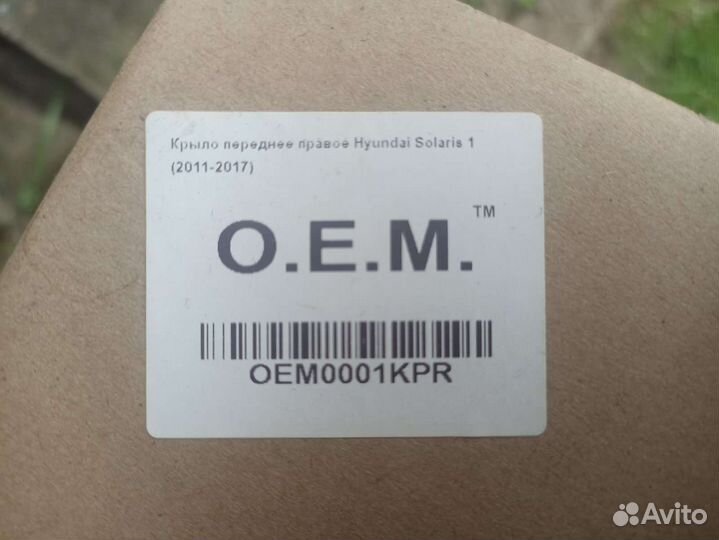 Крыло переднее правое Hyundai Solaris 1
(2011-2017)
O.E.M.™
OEM0001KPR
Avito